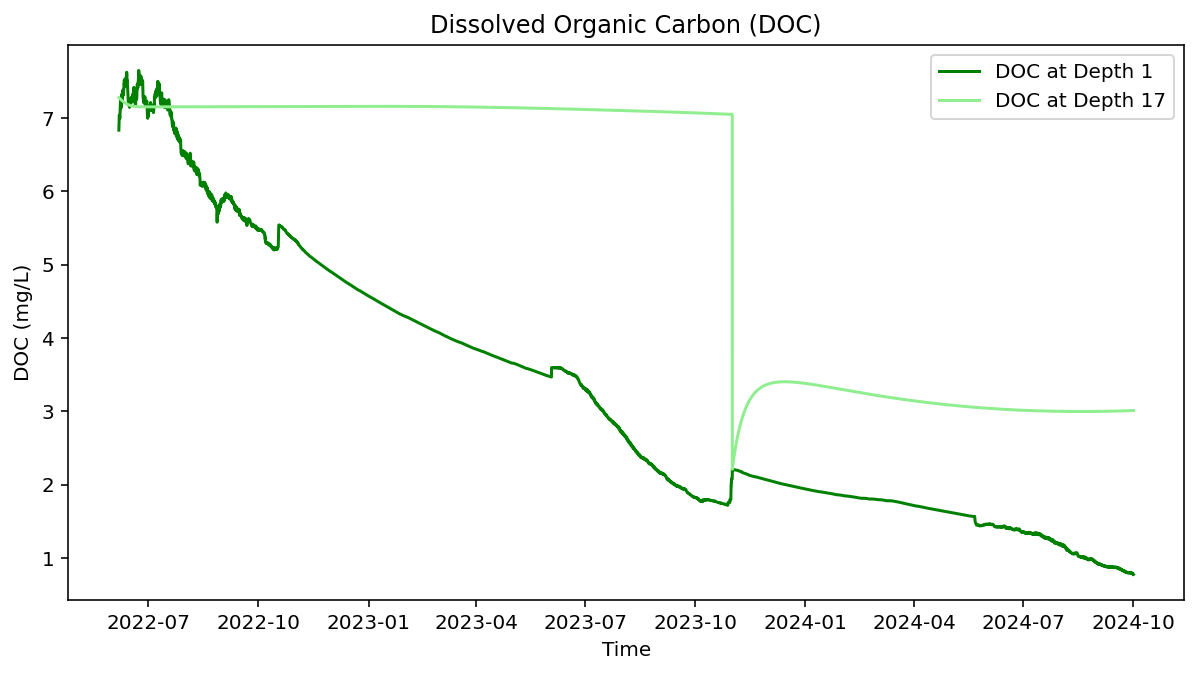 Dissolved Organic Carbon (DOC)
DOC at Depth 1
DOC at Depth 17
DOC (mg/L)
7
6
5
4
3
2
1
2022-07 2022-10 2023-01 2023-04 2023-07 2023-10 2024-01 2024-04 2024-07 2024-10
Time